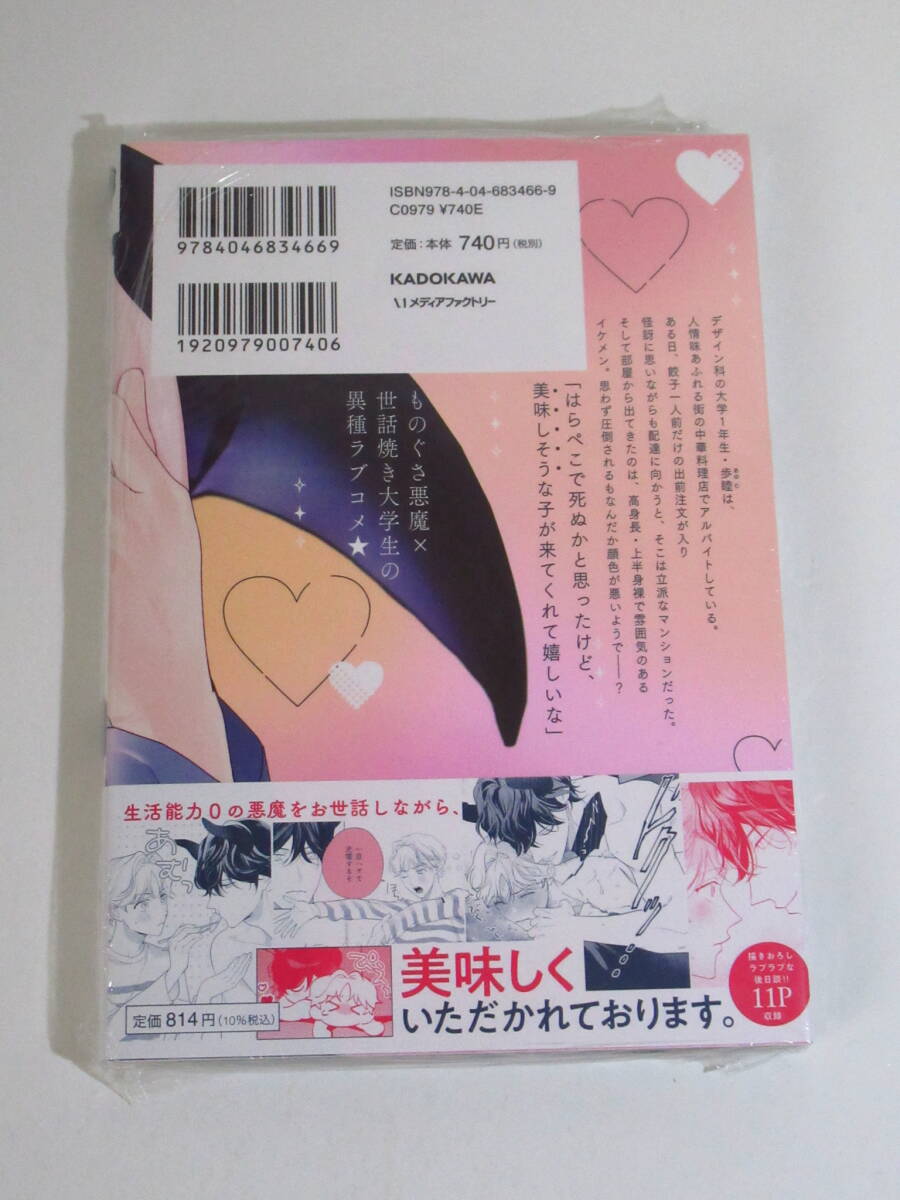 9784046834669
ISBN978-4-04-683466-9
C0979 ¥740E
定価:本体 740円(税別)
KADOKAWA
メディアファクトリー
1920979007406
デザイン科の大学1年生・歩睦は、
人情味あふれる街の中華料理店でアルバイトしている。
ある日、餃子一人前だけの出前注文が入り
怪訝に思いながらも配達に向かうと、そこは立派なマンションだった。
そして部屋から出てきたのは、高身長・上半身裸で雰囲気のある
イケメン。思わず圧倒されるもなんだか顔色が悪いようで——?
「はらぺこで死ぬかと思ったけど、
美味しそうな子が来てくれて嬉しいな」
ものぐさ悪魔×
世話焼き大学生の
異種ラブコメ★
生活能力0の悪魔をお世話しながら、
あむっ
美味しく
いただかれております。
定価 814円(10%税込)
描きおろし
ラブラブな
後日談!!
11P
収録